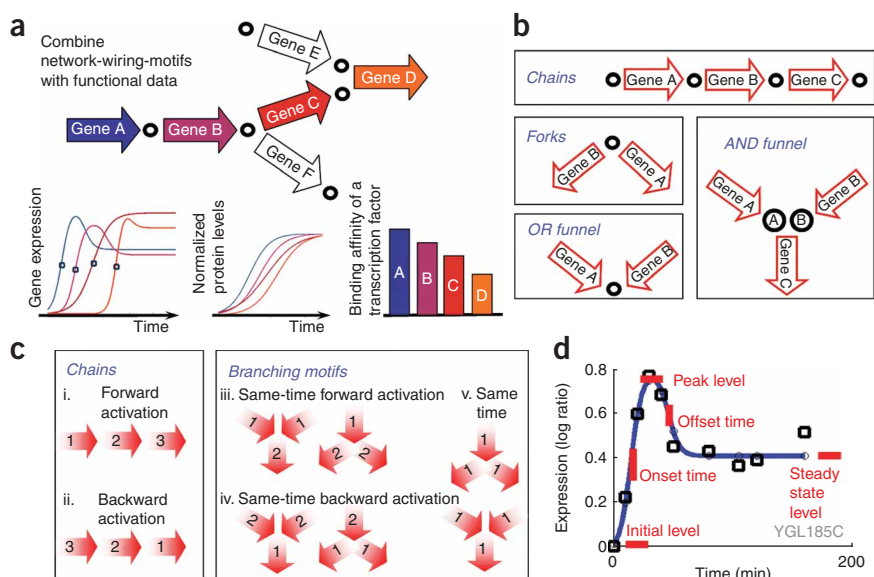 a
Combine
network-wiring-motifs
with functional data
Gene E
Gene D
Gene C
Gene A
Gene B
Gene F
Gene expression
Time
Normalized
protein levels
Time
Binding affinity of a
transcription factor
A
B
C
D
b
Chains
Gene A
Gene B
Gene C
Forks
Gene B
Gene A
OR funnel
Gene A
Gene B
AND funnel
Gene A
Gene B
A
B
Gene C
c
Chains
i.
Forward
activation
1
2
3
ii.
Backward
activation
3
2
1
Branching motifs
iii. Same-time forward activation
1
1
2
1
2
2
iv. Same-time backward activation
2
2
1
2
1
1
v. Same
time
1
1
1
1
1
1
d
Expression (log ratio)
0.8
0.6
0.4
0.2
0
0
200
Time (min)
Peak level
Offset time
Onset time
Steady
state
level
Initial level
YGL185C